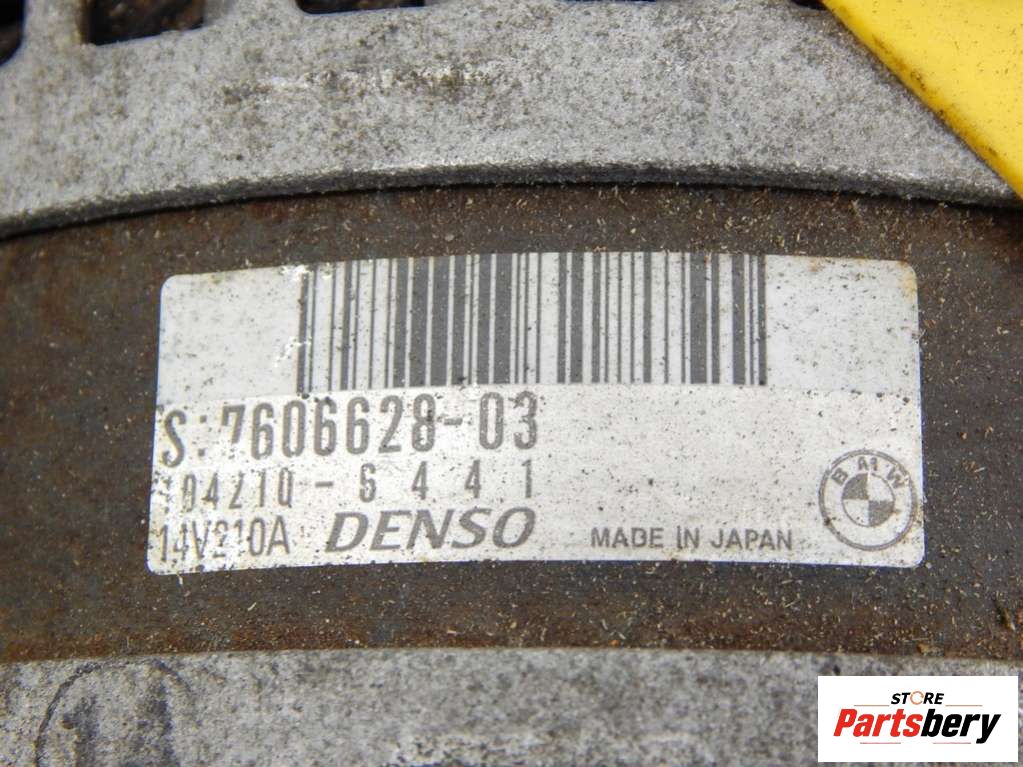 S:7606628-03
104210-6441
14V210A DENSO MADE IN JAPAN
BMW
STORE
Partsbery